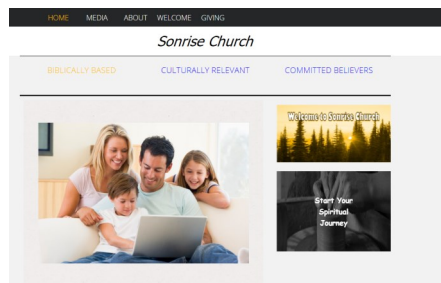 HOME MEDIA ABOUT WELCOME GIVING
Sonrise Church
BIBLICALLY BASED CULTURALLY RELEVANT COMMITTED BELIEVERS
Welcome to Sonrise Church
Start Your
Spiritual
Journey